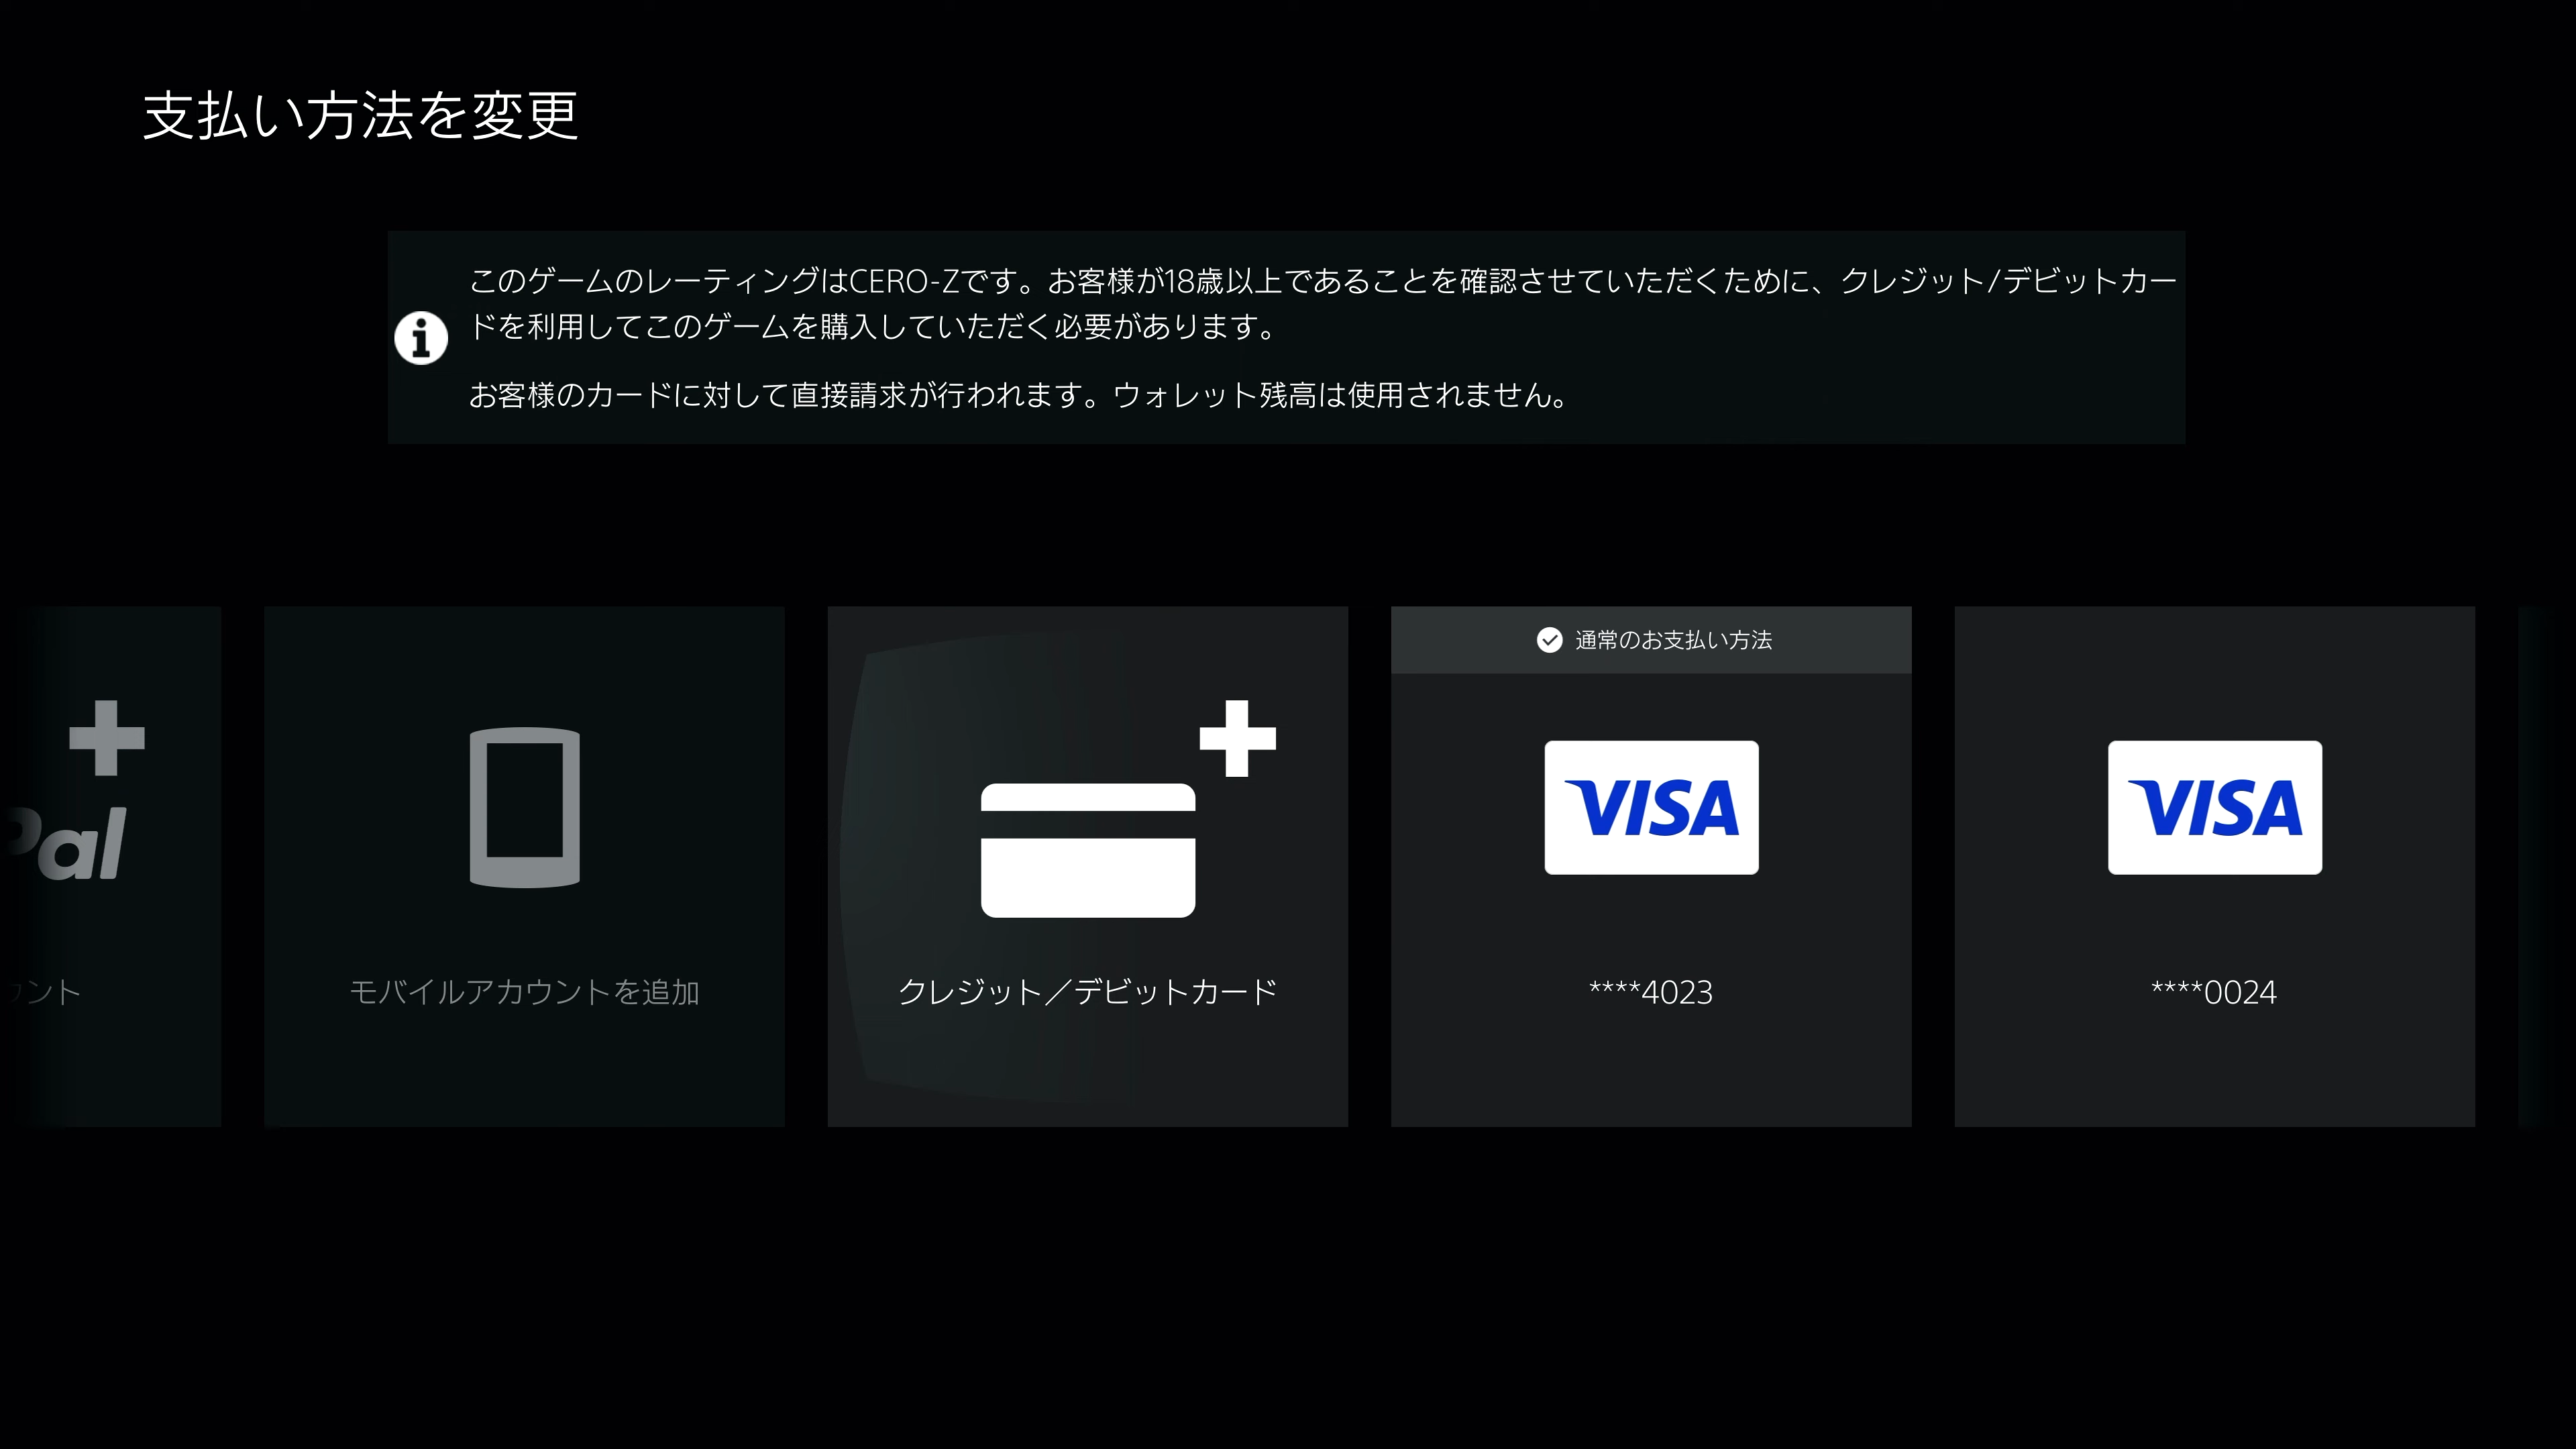 支払い方法を変更
このゲームのレーティングはCERO-Zです。お客様が18歳以上であることを確認させていただくために、クレジット/デビットカー
ドを利用してこのゲームを購入していただく必要があります。
お客様のカードに対して直接請求が行われます。ウォレット残高は使用されません。
Pal
ウント
モバイルアカウントを追加
クレジット／デビットカード
通常のお支払い方法
VISA
****4023
VISA
****0024